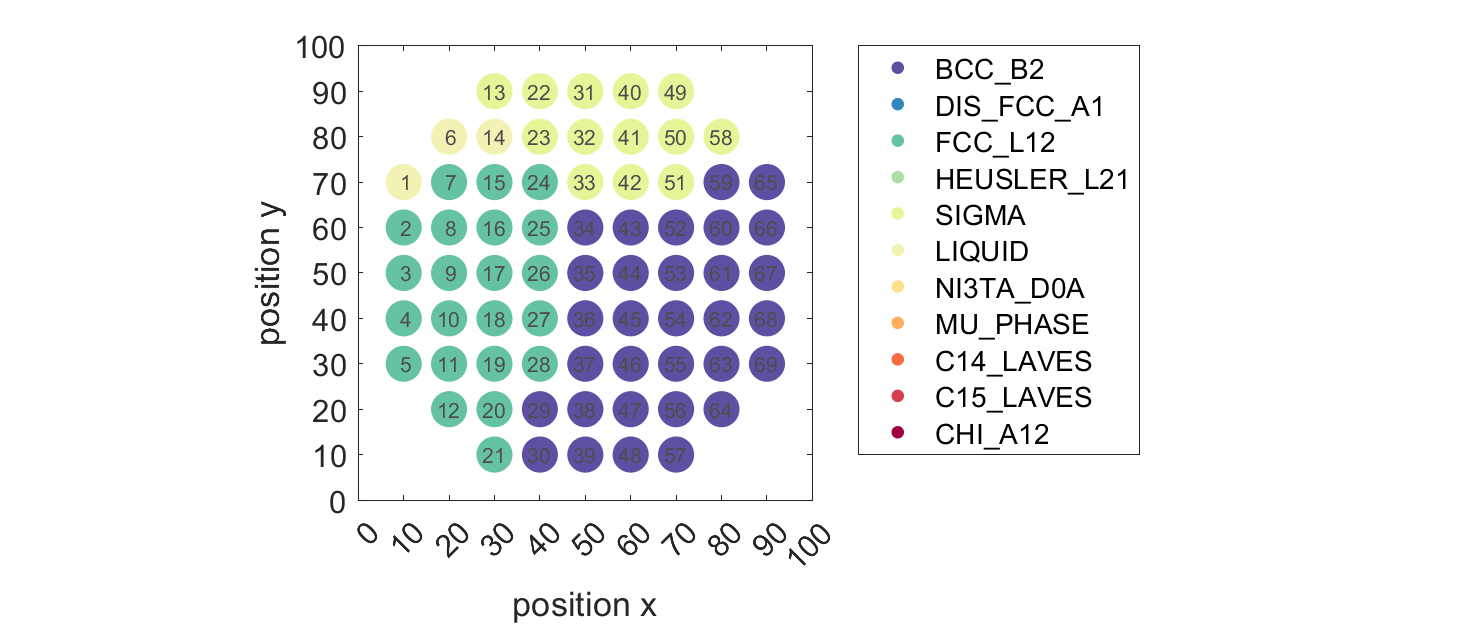 100
90
80
70
60
50
40
30
20
10
0
position y
13 22 31 40 49
6 14 23 32 41 50 58
1 7 15 24 33 42 51 59 65
2 8 16 25 34 43 52 60 66
3 9 17 26 35 44 53 61 67
4 10 18 27 36 45 54 62 68
5 11 19 28 37 46 55 63 69
12 20 29 38 47 56 64
21 30 39 48 57
0 10 20 30 40 50 60 70 80 90 100
position x
BCC_B2
DIS_FCC_A1
FCC_L12
HEUSLER_L21
SIGMA
LIQUID
NI3TA_D0A
MU_PHASE
C14_LAVES
C15_LAVES
CHI_A12